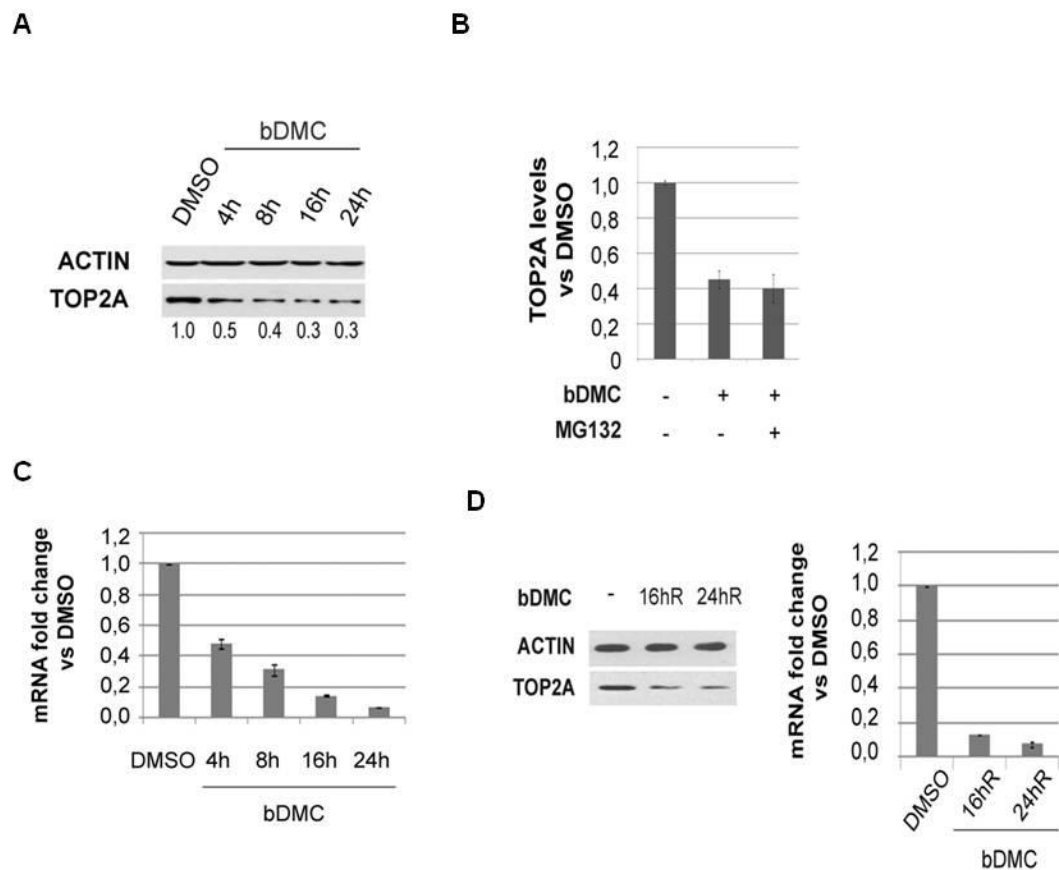 A
bDMC
DMSO 4h 8h 16h 24h
ACTIN
TOP2A
1.0 0.5 0.4 0.3 0.3
B
TOP2A levels
vs DMSO
1,2
1,0
0,8
0,6
0,4
0,2
0
bDMC - + +
MG132 - - +
C
mRNA fold change
vs DMSO
1,2
1,0
0,8
0,6
0,4
0,2
0,0
DMSO 4h 8h 16h 24h
bDMC
D
bDMC - 16hR 24hR
ACTIN
TOP2A
mRNA fold change
vs DMSO
1,2
1,0
0,8
0,6
0,4
0,2
0,0
DMSO 16hR 24hR
bDMC